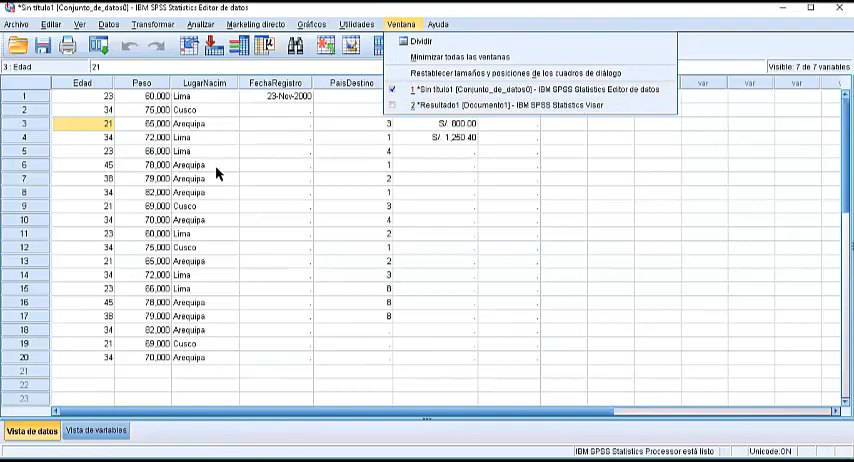 *Sin título1 [Conjunto_de_datos0] - IBM SPSS Statistics Editor de datos
Archivo Editar Ver Datos Transformar Analizar Marketing directo Gráficos Utilidades Ventana Ayuda
Dividir
Minimizar todas las ventanas
Restablecer tamaños y posiciones de los cuadros de diálogo
1 *Sin título1 [Conjunto_de_datos0] - IBM SPSS Statistics Editor de datos
2 *Resultado1 [Documento1] - IBM SPSS Statistics Visor
3 : Edad 21 Visible: 7 de 7 variables
Edad Peso LugarNacim FechaRegistro PaisDestino var var
1 23 60,000 Lima 23-Nov-2000
2 34 75,000 Cusco .
3 21 65,000 Arequipa . 3 S/. 800.00 .
4 34 72,000 Lima . 1 S/. 1,250.40 .
5 23 66,000 Lima . 4 . .
6 45 78,000 Arequipa . 1 . .
7 38 79,000 Arequipa . 2 . .
8 34 82,000 Arequipa . 1 . .
9 21 69,000 Cusco . 3 . .
10 34 70,000 Arequipa . 4 . .
11 23 60,000 Lima . 2 . .
12 34 75,000 Cusco . 1 . .
13 21 65,000 Arequipa . 2 . .
14 34 72,000 Lima . 3 . .
15 23 66,000 Lima . 8 . .
16 45 78,000 Arequipa . 8 . .
17 38 79,000 Arequipa . 8 . .
18 34 82,000 Arequipa . . . .
19 21 69,000 Cusco . . . .
20 34 70,000 Arequipa . . . .
21
22
23
Vista de datos Vista de variables
IBM SPSS Statistics Processor está listo Unicode:ON